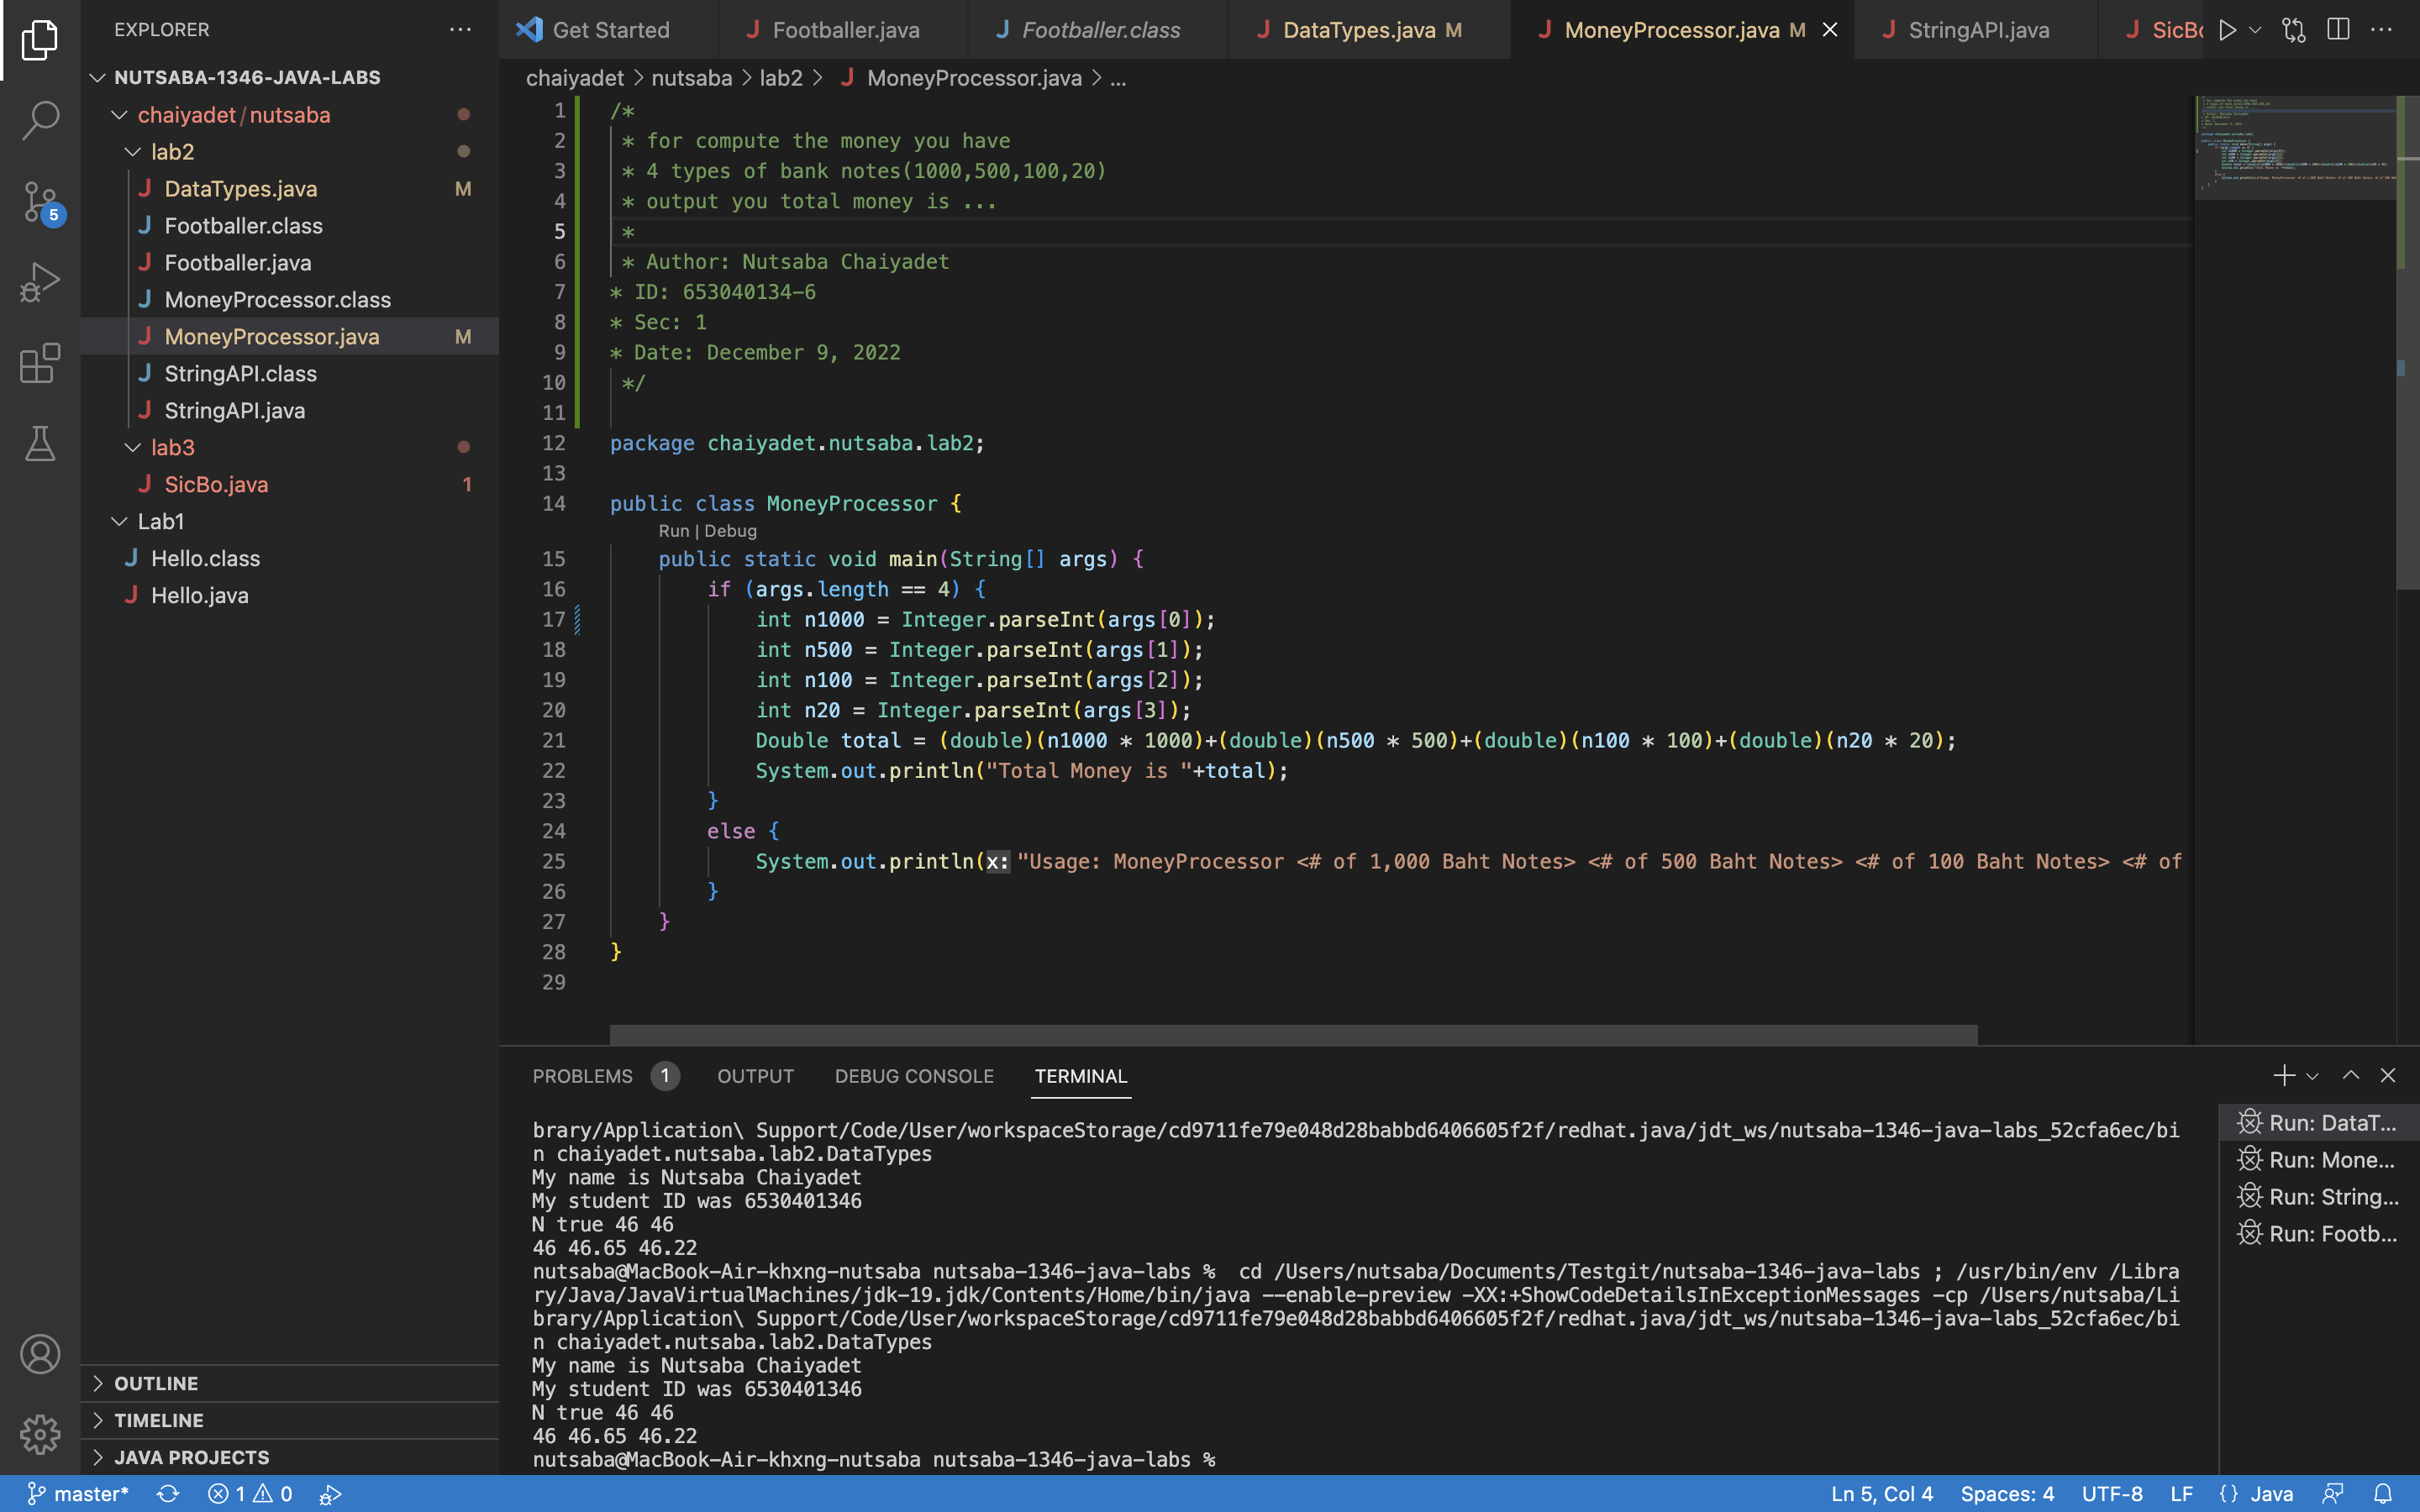 EXPLORER
NUTSABA-1346-JAVA-LABS
chaiyadet/nutsaba
lab2
DataTypes.java M
Footballer.class
Footballer.java
MoneyProcessor.class
MoneyProcessor.java M
StringAPI.class
StringAPI.java
lab3
SicBo.java 1
Lab1
Hello.class
Hello.java
5
OUTLINE
TIMELINE
JAVA PROJECTS
Get Started
Footballer.java
Footballer.class
DataTypes.java M
MoneyProcessor.java M
StringAPI.java
SicBo
chaiyadet > nutsaba > lab2 > MoneyProcessor.java > ...
1 /*
2 * for compute the money you have
3 * 4 types of bank notes(1000,500,100,20)
4 * output you total money is ...
5 *
6 * Author: Nutsaba Chaiyadet
7 * ID: 653040134-6
8 * Sec: 1
9 * Date: December 9, 2022
10 */
11
12 package chaiyadet.nutsaba.lab2;
13
14 public class MoneyProcessor {
Run | Debug
15 public static void main(String[] args) {
16 if (args.length == 4) {
17 int n1000 = Integer.parseInt(args[0]);
18 int n500 = Integer.parseInt(args[1]);
19 int n100 = Integer.parseInt(args[2]);
20 int n20 = Integer.parseInt(args[3]);
21 Double total = (double)(n1000 * 1000)+(double)(n500 * 500)+(double)(n100 * 100)+(double)(n20 * 20);
22 System.out.println("Total Money is "+total);
23 }
24 else {
25 System.out.println(x: "Usage: MoneyProcessor <# of 1,000 Baht Notes> <# of 500 Baht Notes> <# of 100 Baht Notes> <# of
26 }
27 }
28 }
29
PROBLEMS 1 OUTPUT DEBUG CONSOLE TERMINAL
brary/Application\ Support/Code/User/workspaceStorage/cd9711fe79e048d28babbd6406605f2f/redhat.java/jdt_ws/nutsaba-1346-java-labs_52cfa6ec/bi
n chaiyadet.nutsaba.lab2.DataTypes
My name is Nutsaba Chaiyadet
My student ID was 6530401346
N true 46 46
46 46.65 46.22
nutsaba@MacBook-Air-khxng-nutsaba nutsaba-1346-java-labs %  cd /Users/nutsaba/Documents/Testgit/nutsaba-1346-java-labs ; /usr/bin/env /Libra
ry/Java/JavaVirtualMachines/jdk-19.jdk/Contents/Home/bin/java --enable-preview -XX:+ShowCodeDetailsInExceptionMessages -cp /Users/nutsaba/Li
brary/Application\ Support/Code/User/workspaceStorage/cd9711fe79e048d28babbd6406605f2f/redhat.java/jdt_ws/nutsaba-1346-java-labs_52cfa6ec/bi
n chaiyadet.nutsaba.lab2.DataTypes
My name is Nutsaba Chaiyadet
My student ID was 6530401346
N true 46 46
46 46.65 46.22
nutsaba@MacBook-Air-khxng-nutsaba nutsaba-1346-java-labs %
Run: DataT...
Run: Mone...
Run: String...
Run: Footb...
master* 1 0 Ln 5, Col 4 Spaces: 4 UTF-8 LF {} Java